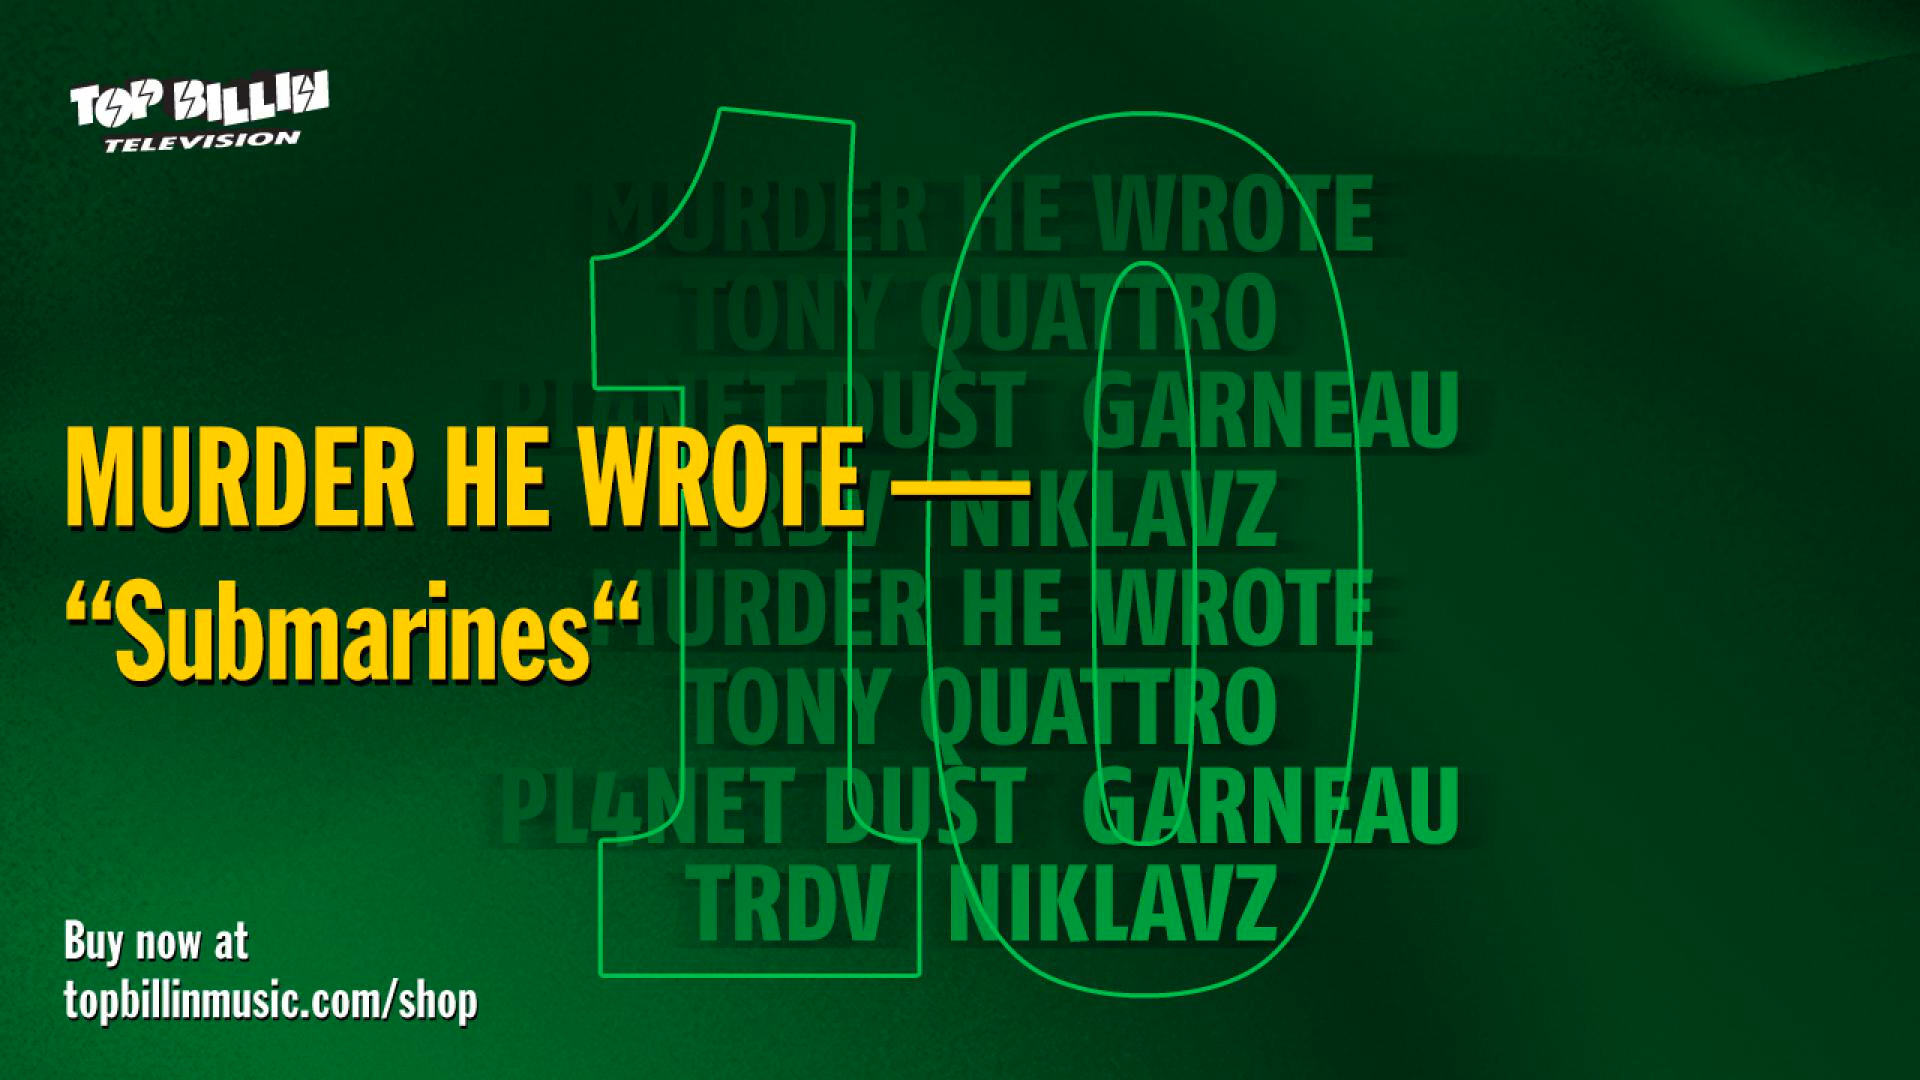 TOP BILLIN
TELEVISION
10
MURDER HE WROTE
TONY QUATTRO
PL4NET DUST GARNEAU
TRDV NIKLAVZ
MURDER HE WROTE
TONY QUATTRO
PL4NET DUST GARNEAU
TRDV NIKLAVZ
MURDER HE WROTE —
“Submarines“
Buy now at
topbillinmusic.com/shop